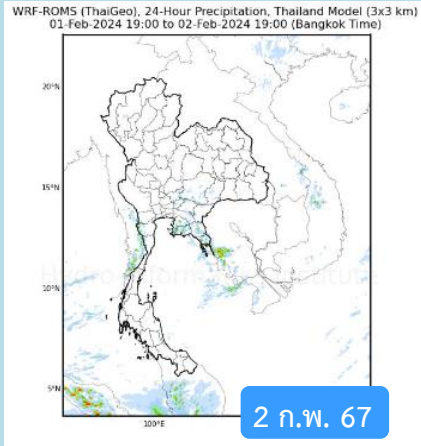 WRF-ROMS (ThaiGeo), 24-Hour Precipitation, Thailand Model (3x3 km)
01-Feb-2024 19:00 to 02-Feb-2024 19:00 (Bangkok Time)
20°N
15°N
10°N
5°N
100°E
2 ก.พ. 67